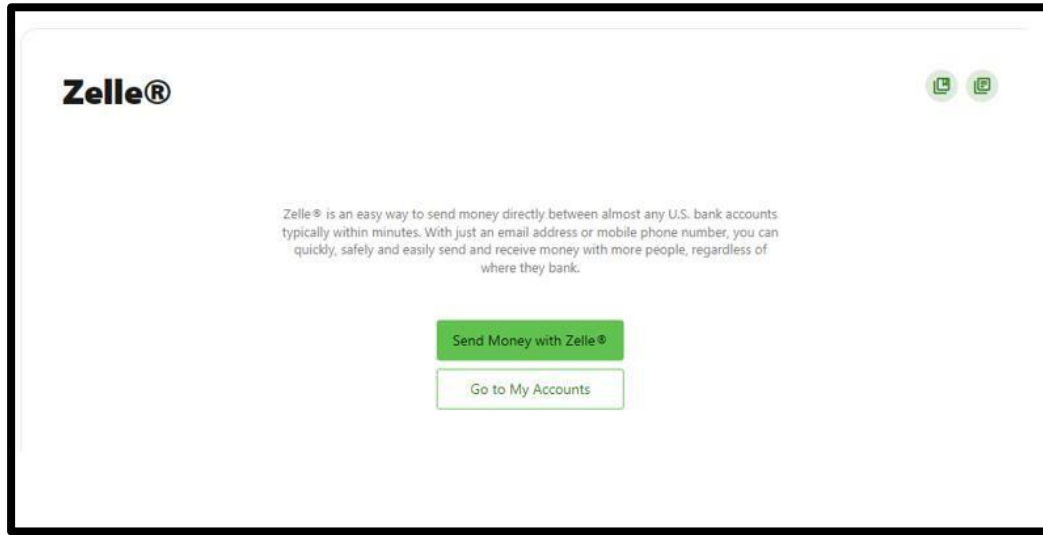 Zelle®
Zelle® is an easy way to send money directly between almost any U.S. bank accounts
typically within minutes. With just an email address or mobile phone number, you can
quickly, safely and easily send and receive money with more people, regardless of
where they bank.
Send Money with Zelle®
Go to My Accounts